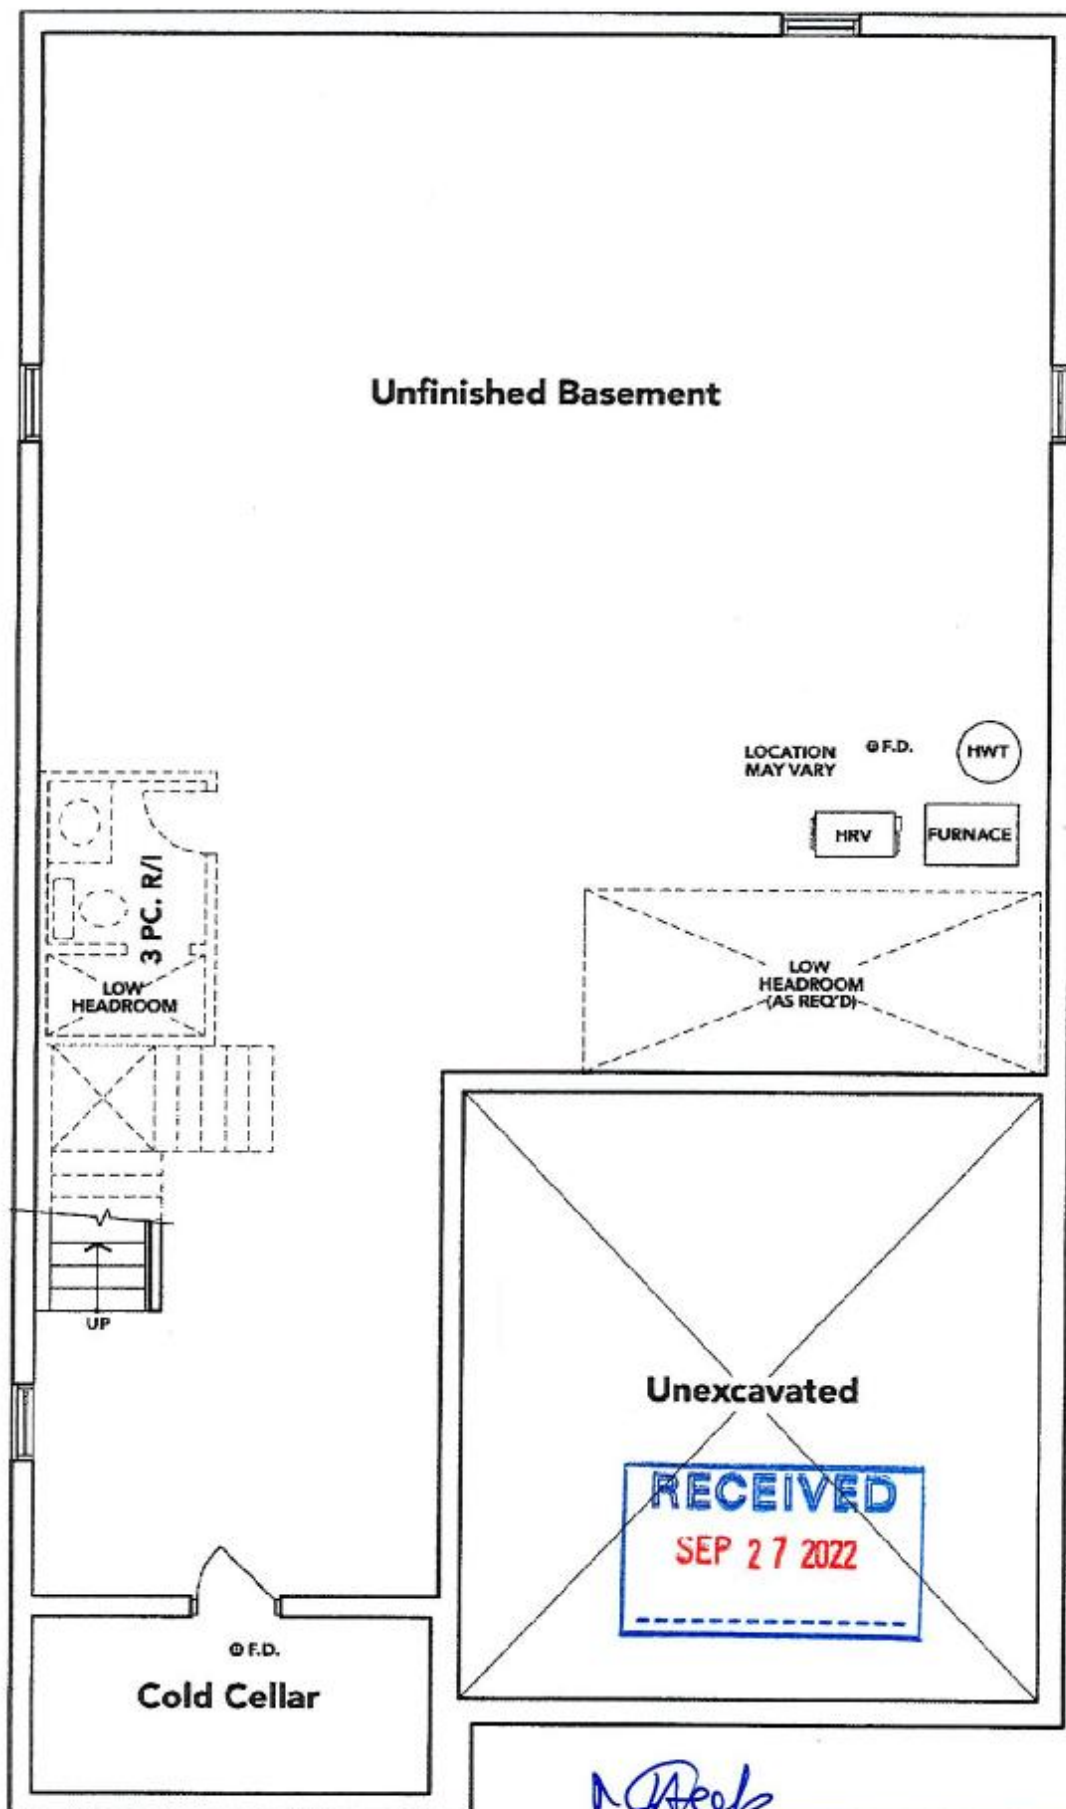 Unfinished Basement
LOCATION
MAY VARY
F.D.
HWT
HRV
FURNACE
3 PC. R/I
LOW
HEADROOM
LOW
HEADROOM
(AS REQ'D)
UP
Unexcavated
RECEIVED
SEP 27 2022
F.D.
Cold Cellar